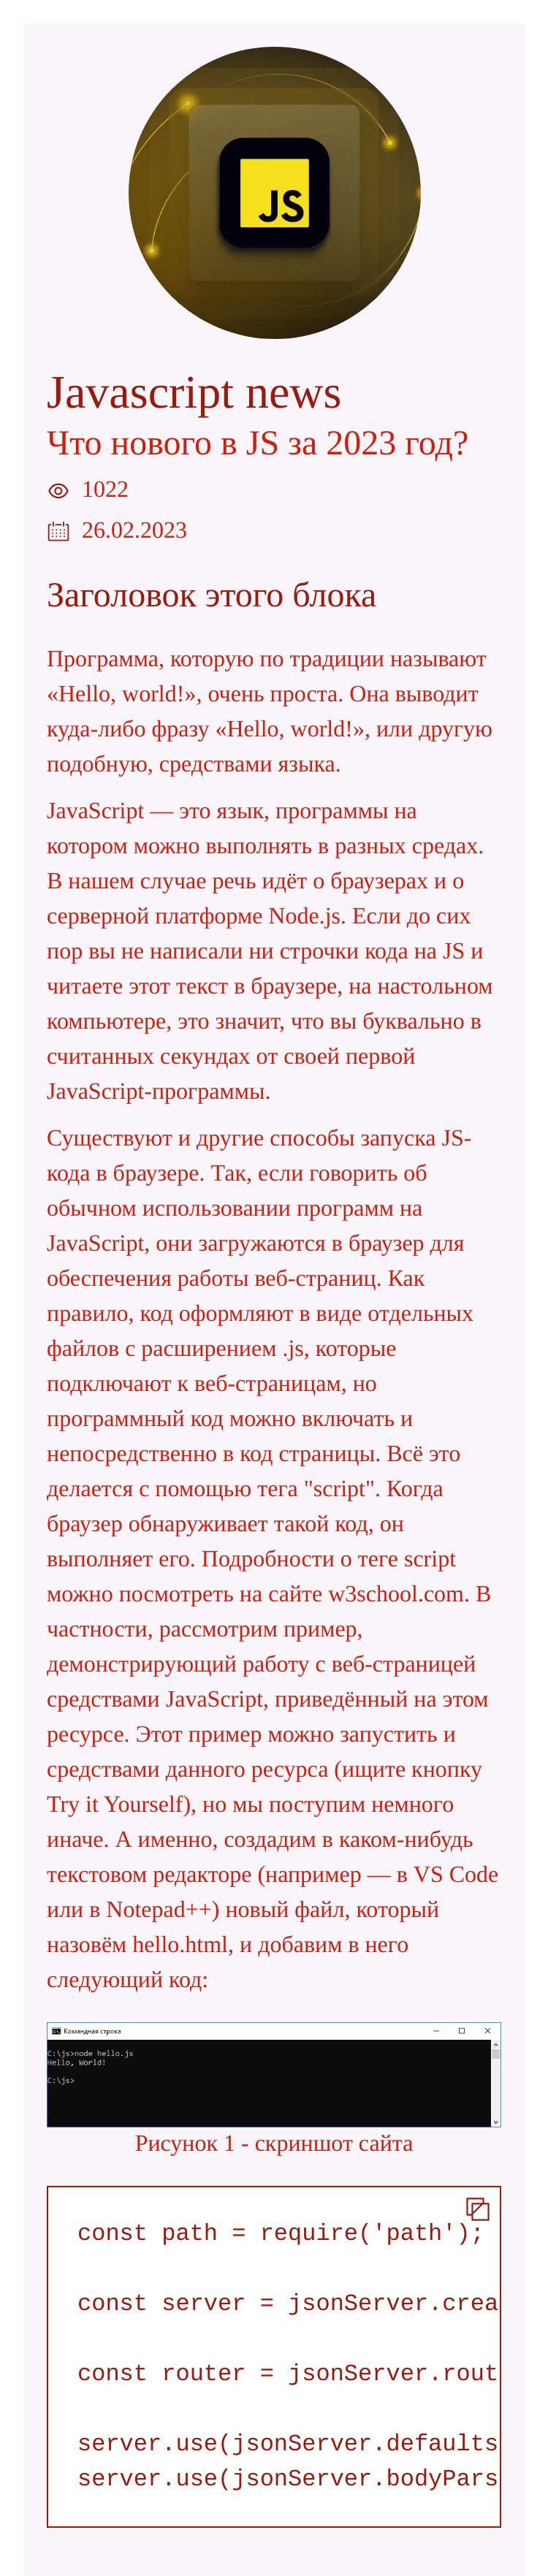 JS
Javascript news
Что нового в JS за 2023 год?
1022
26.02.2023
Заголовок этого блока
Программа, которую по традиции называют
«Hello, world!», очень проста. Она выводит
куда-либо фразу «Hello, world!», или другую
подобную, средствами языка.
JavaScript — это язык, программы на
котором можно выполнять в разных средах.
В нашем случае речь идёт о браузерах и о
серверной платформе Node.js. Если до сих
пор вы не написали ни строчки кода на JS и
читаете этот текст в браузере, на настольном
компьютере, это значит, что вы буквально в
считанных секундах от своей первой
JavaScript-программы.
Существуют и другие способы запуска JS-
кода в браузере. Так, если говорить об
обычном использовании программ на
JavaScript, они загружаются в браузер для
обеспечения работы веб-страниц. Как
правило, код оформляют в виде отдельных
файлов с расширением .js, которые
подключают к веб-страницам, но
программный код можно включать и
непосредственно в код страницы. Всё это
делается с помощью тега "script". Когда
браузер обнаруживает такой код, он
выполняет его. Подробности о теге script
можно посмотреть на сайте w3school.com. В
частности, рассмотрим пример,
демонстрирующий работу с веб-страницей
средствами JavaScript, приведённый на этом
ресурсе. Этот пример можно запустить и
средствами данного ресурса (ищите кнопку
Try it Yourself), но мы поступим немного
иначе. А именно, создадим в каком-нибудь
текстовом редакторе (например — в VS Code
или в Notepad++) новый файл, который
назовём hello.html, и добавим в него
следующий код:
Командная строка
C:\js>node hello.js
Hello, World!
C:\js>
Рисунок 1 - скриншот сайта
const path = require('path');
const server = jsonServer.crea
const router = jsonServer.rout
server.use(jsonServer.defaults
server.use(jsonServer.bodyPars